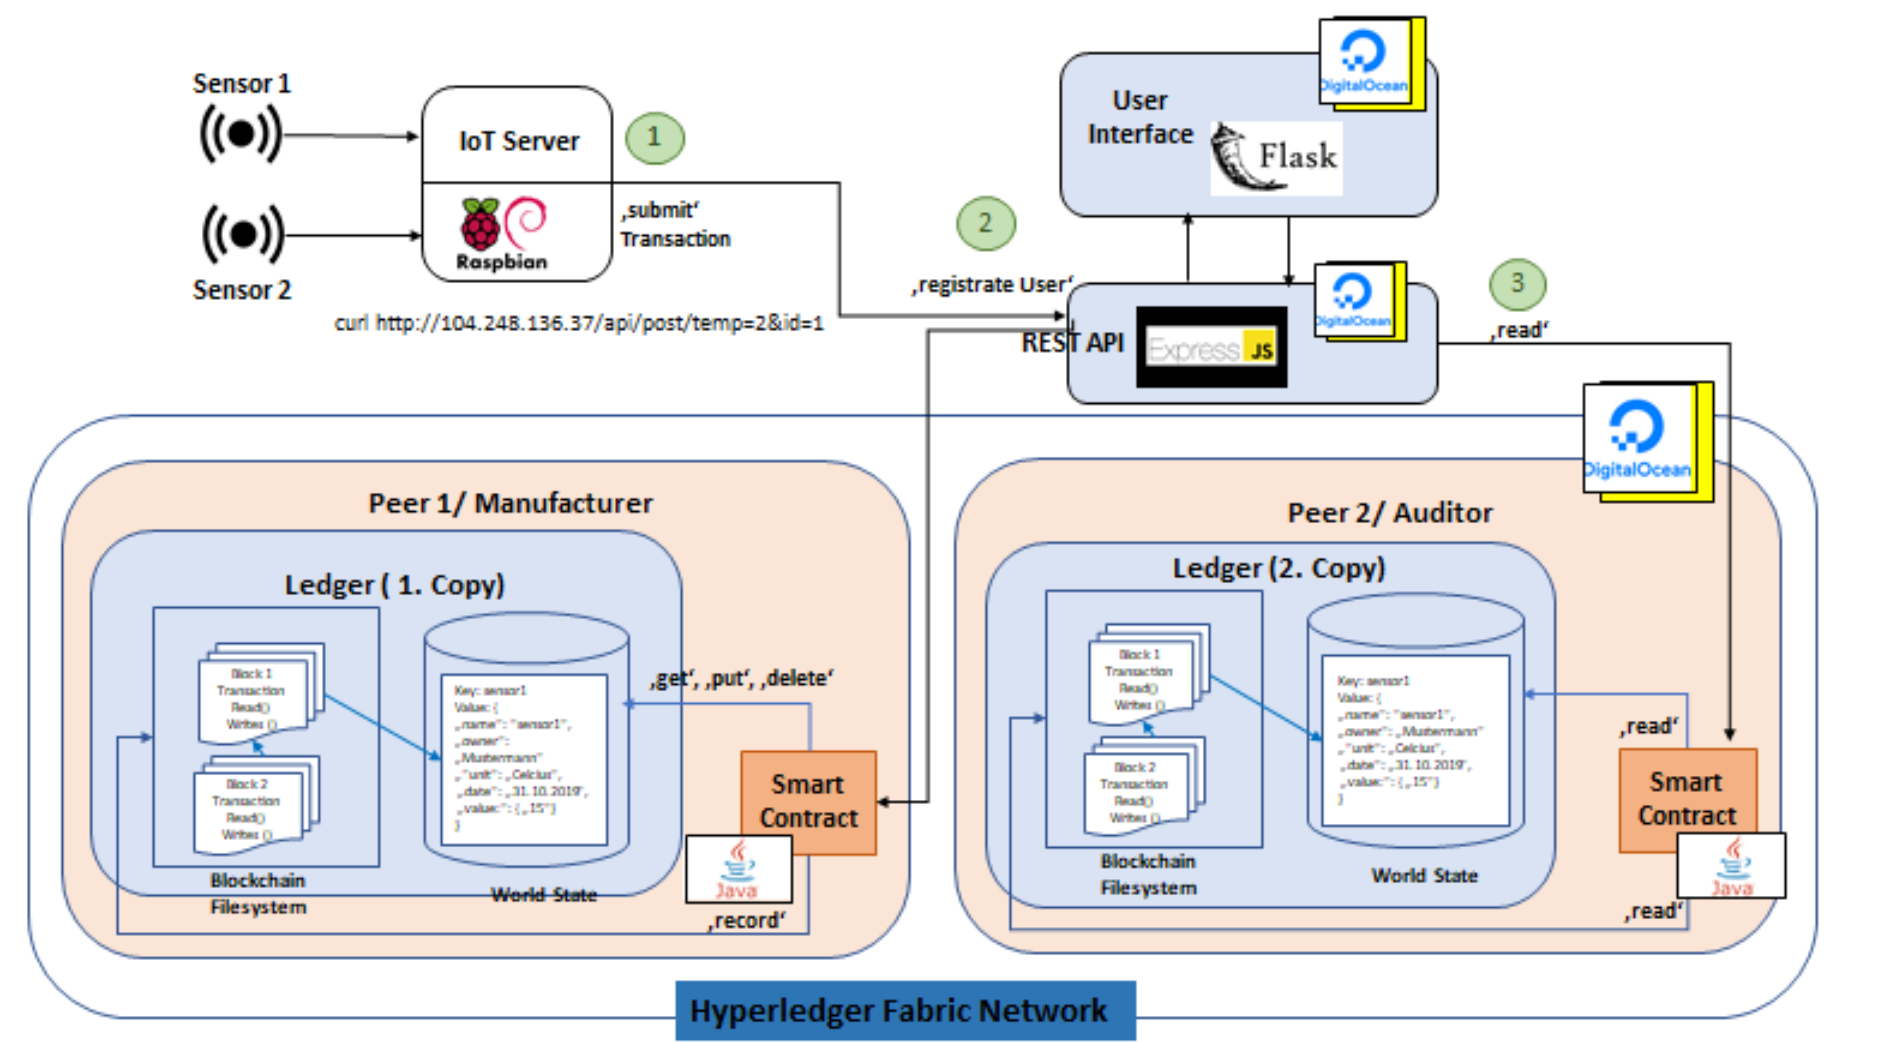 Sensor 1
Sensor 2
IoT Server
Raspbian
1
‚submit‘
Transaction
curl http://104.248.136.37/api/post/temp=2&id=1
2
‚registrate User‘
User
Interface
Flask
DigitalOcean
REST API
Express JS
DigitalOcean
3
‚read‘
DigitalOcean
Peer 1/ Manufacturer
Ledger ( 1. Copy)
Block 1
Transaction
Read()
Writes ()
Block 2
Transaction
Read()
Writes ()
Blockchain
Filesystem
Key: sensor1
Value: {
„name": "sensor1",
„owner":
„Mustermann"
„"unit": „Celcius",
„date": „31.10.2019",
„value:": {„15"}
}
World State
‚get‘, ‚put‘, ‚delete‘
Smart
Contract
Java
‚record‘
Peer 2/ Auditor
Ledger (2. Copy)
Block 1
Transaction
Read()
Writes ()
Block 2
Transaction
Read()
Writes ()
Blockchain
Filesystem
Key: sensor1
Value: {
„name": "sensor1",
„owner": „Mustermann"
„"unit": „Celcius",
„date": „31.10.2019",
„value:": {„15"}
}
World State
‚read‘
Smart
Contract
Java
‚read‘
Hyperledger Fabric Network